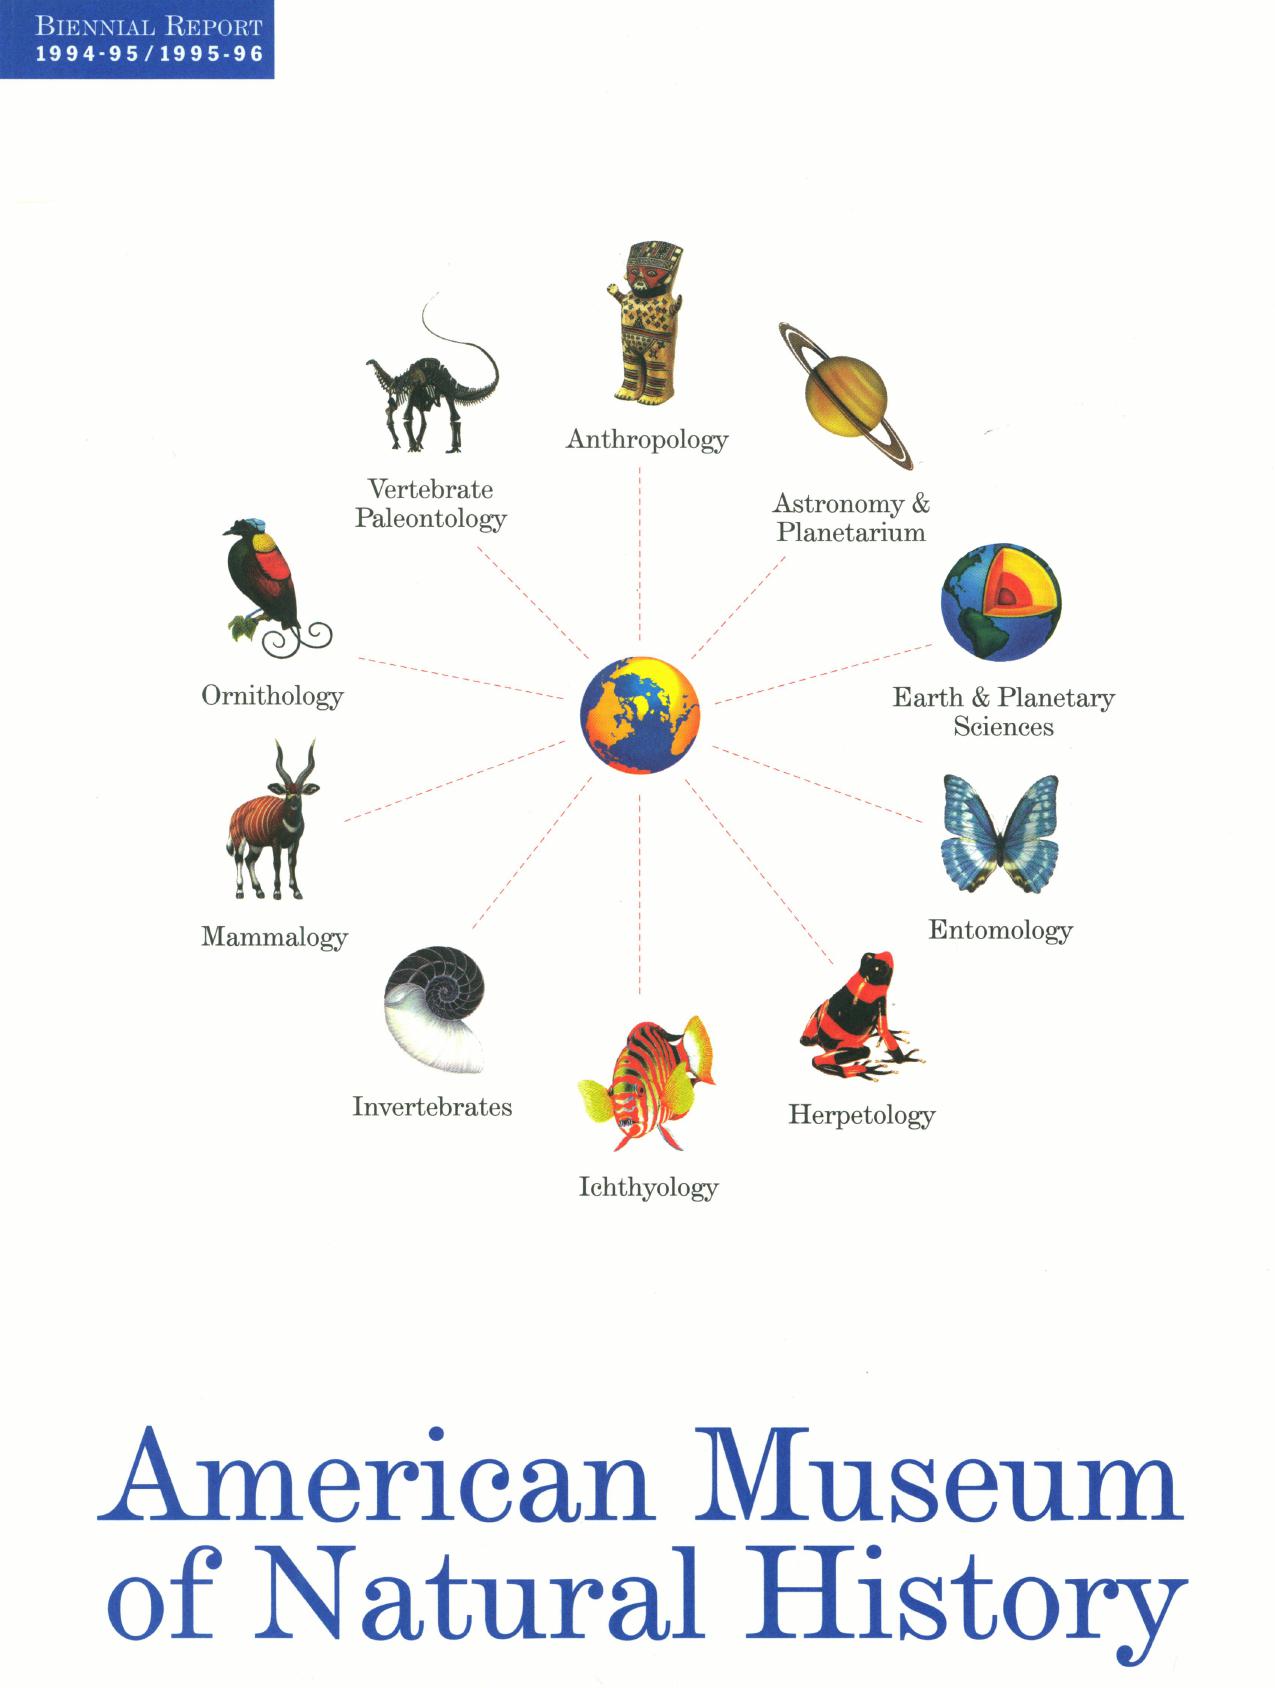 BIENNIAL REPORT
1994-95/1995-96
Anthropology
Vertebrate
Paleontology
Astronomy &
Planetarium
Ornithology
Earth & Planetary
Sciences
Mammalogy
Entomology
Invertebrates
Herpetology
Ichthyology
American Museum
of Natural History